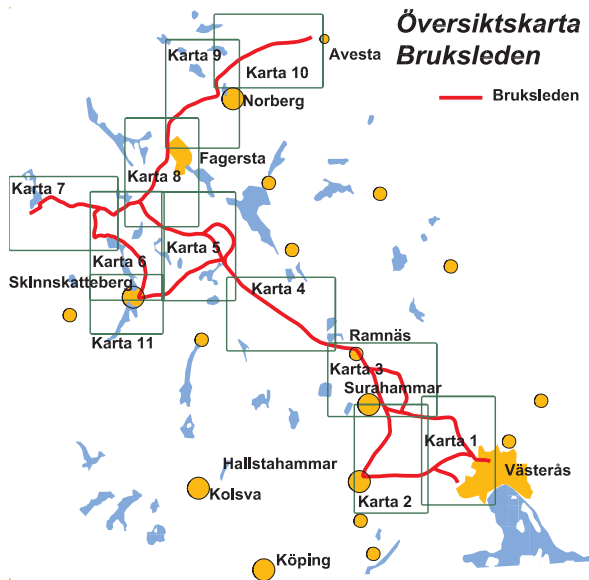 Översiktskarta
Bruksleden
Bruksleden
Karta 9
Karta 10
Avesta
Norberg
Fagersta
Karta 8
Karta 7
Karta 5
Karta 6
SkInnskatteberg
Karta 4
Karta 11
Ramnäs
Karta 3
Surahammar
Karta 1
Hallstahammar
Västerås
Karta 2
Kolsva
Köping